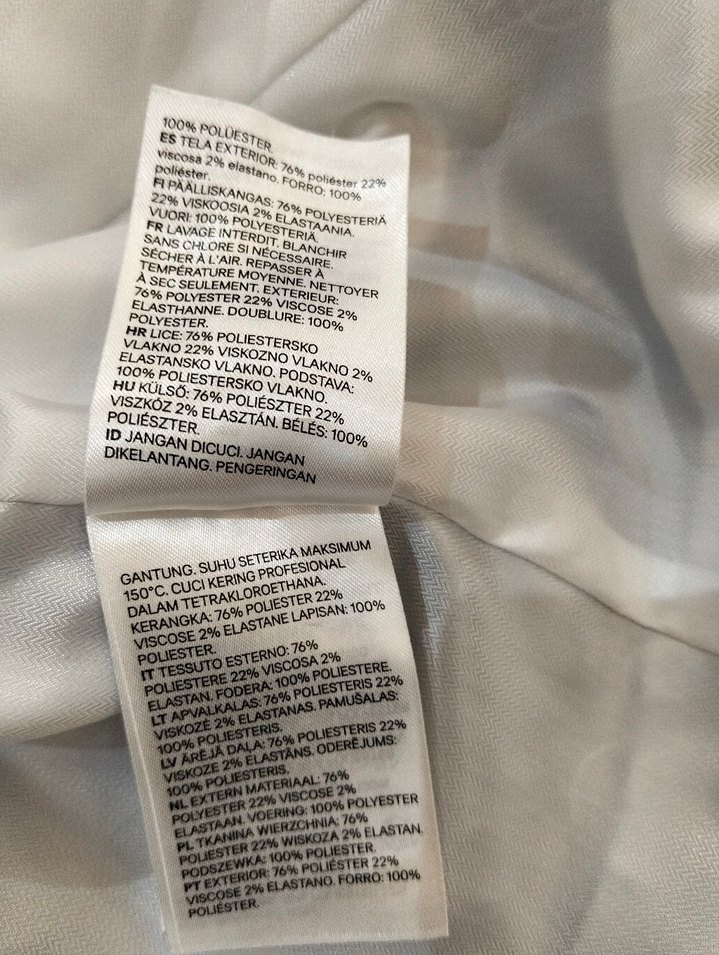 100% POLÜESTER
ES TELA EXTERIOR: 76% poliéster 22%
viscosa 2% elastano. FORRO: 100%
poliéster.
FI PÄÄLLISKANGAS: 76% POLYESTERIÄ
22% VISKOOSIA 2% ELASTAANIA.
VUORI: 100% POLYESTERIÄ.
FR LAVAGE INTERDIT. BLANCHIR
SANS CHLORE SI NÉCESSAIRE.
SÉCHER À L'AIR. REPASSER À
TEMPÉRATURE MOYENNE. NETTOYER
À SEC SEULEMENT. EXTERIEUR:
76% POLYESTER 22% VISCOSE 2%
ELASTHANNE. DOUBLURE: 100%
POLYESTER.
HR LICE: 76% POLIESTERSKO
VLAKNO 22% VISKOZNO VLAKNO 2%
ELASTANSKO VLAKNO. PODSTAVA:
100% POLIESTERSKO VLAKNO.
HU KÜLSŐ: 76% POLIÉSZTER 22%
VISZKÓZ 2% ELASZTÁN. BÉLÉS: 100%
POLIÉSZTER.
ID JANGAN DICUCI. JANGAN
DIKELANTANG. PENGERINGAN
GANTUNG. SUHU SETERIKA MAKSIMUM
150°C. CUCI KERING PROFESIONAL
DALAM TETRAKLOROETHANA.
KERANGKA: 76% POLIESTER 22%
VISCOSE 2% ELASTANE LAPISAN: 100%
POLIESTER.
IT TESSUTO ESTERNO: 76%
POLIESTERE 22% VISCOSA 2%
ELASTAN. FODERA: 100% POLIESTERE.
LT APVALKALAS: 76% POLIESTERIS 22%
VISKOZĖ 2% ELASTANAS. PAMUŠALAS:
100% POLIESTERIS.
LV ĀRĒJĀ DAĻA: 76% POLIESTERIS 22%
VISKOZE 2% ELASTĀNS. ODERĒJUMS:
100% POLIESTERIS.
NL EXTERN MATERIAAL: 76%
POLYESTER 22% VISCOSE 2%
ELASTAAN. VOERING: 100% POLYESTER
PL TKANINA WIERZCHNIA: 76%
POLIESTER 22% WISKOZA 2% ELASTAN.
PODSZEWKA: 100% POLIESTER.
PT EXTERIOR: 76% POLIÉSTER 22%
VISCOSE 2% ELASTANO. FORRO: 100%
POLIÉSTER.